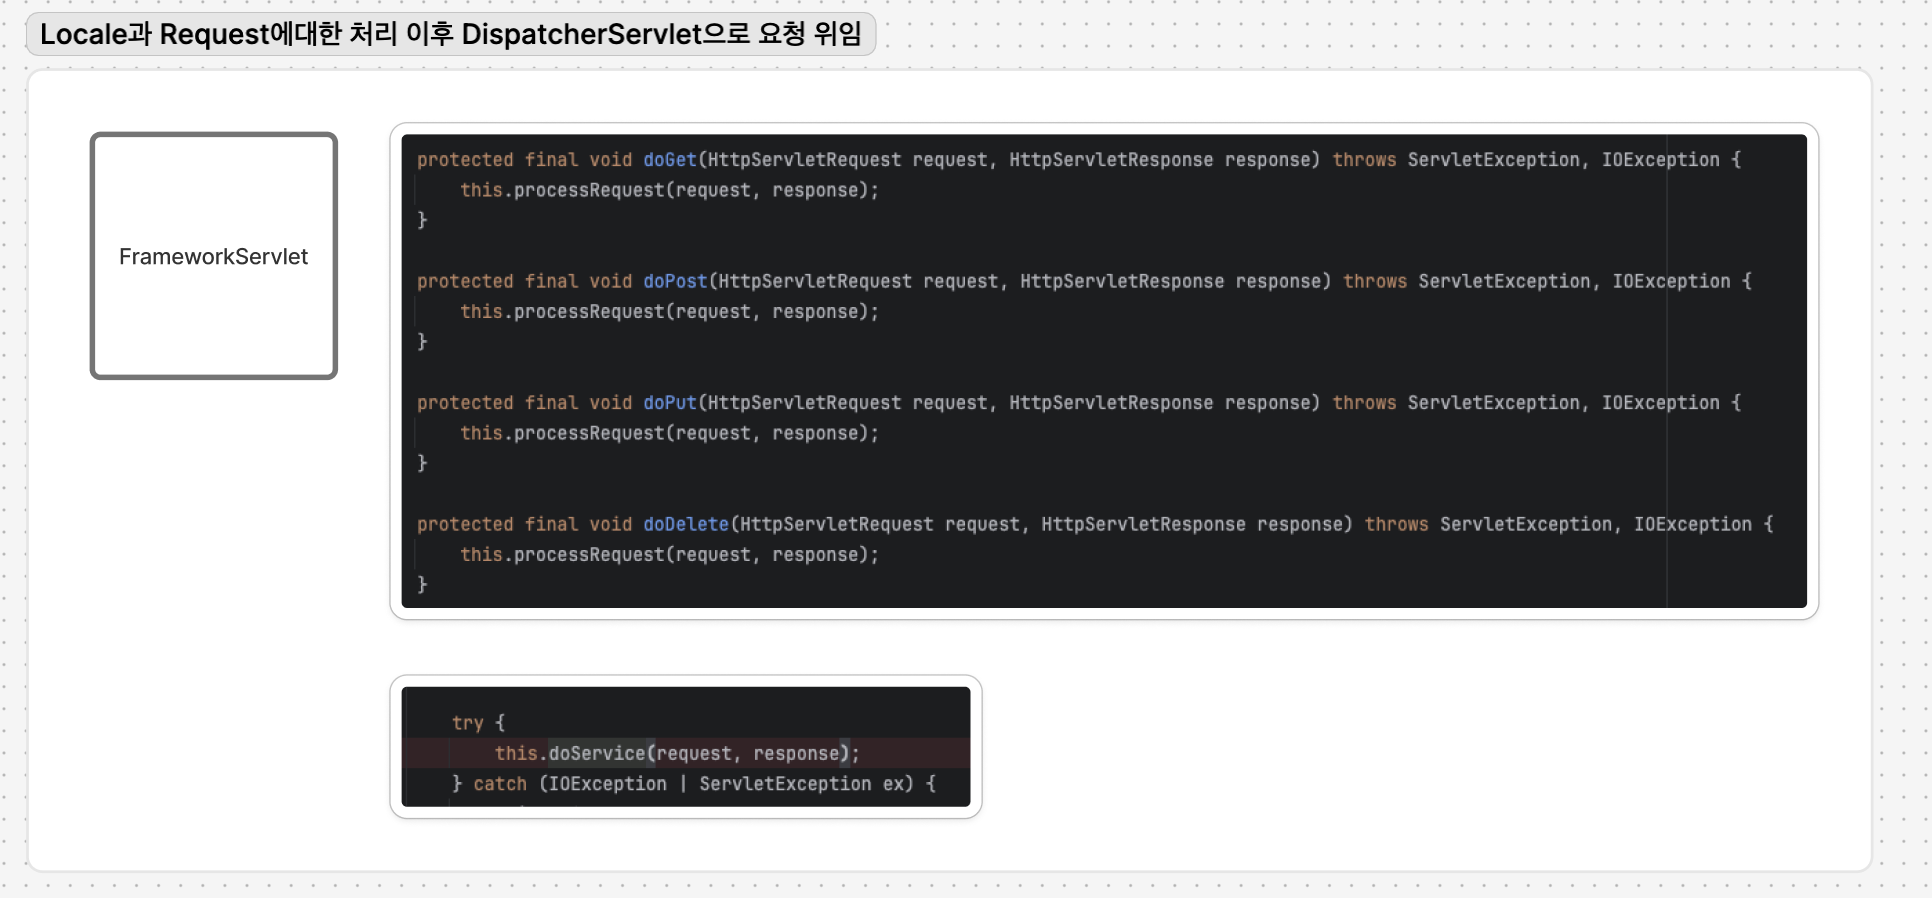 Locale과 Request에대한 처리 이후 DispatcherServlet으로 요청 위임
FrameworkServlet
protected final void doGet(HttpServletRequest request, HttpServletResponse response) throws ServletException, IOException {
    this.processRequest(request, response);
}
protected final void doPost(HttpServletRequest request, HttpServletResponse response) throws ServletException, IOException {
    this.processRequest(request, response);
}
protected final void doPut(HttpServletRequest request, HttpServletResponse response) throws ServletException, IOException {
    this.processRequest(request, response);
}
protected final void doDelete(HttpServletRequest request, HttpServletResponse response) throws ServletException, IOException {
    this.processRequest(request, response);
}
try {
    this.doService(request, response);
} catch (IOException | ServletException ex) {